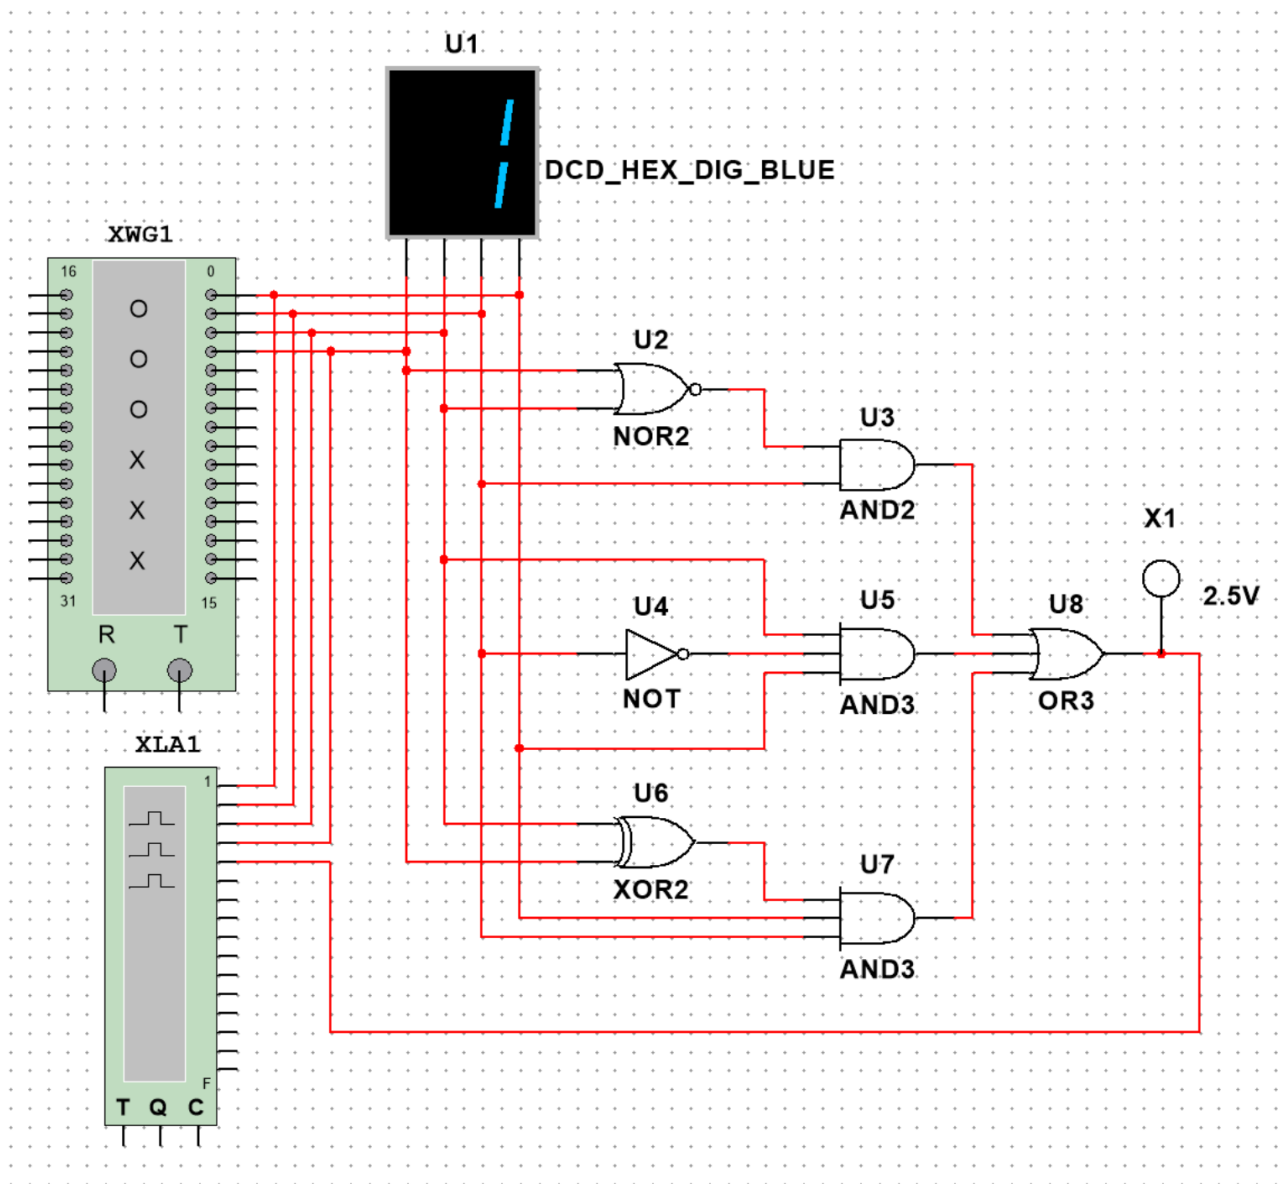 U1
DCD_HEX_DIG_BLUE
XWG1
16 0
O
O
O
X
X
X
31 15
R T
XLA1
1
F
T Q C
U2
NOR2
U3
AND2
U4
NOT
U5
AND3
U6
XOR2
U7
AND3
U8
OR3
X1
2.5V